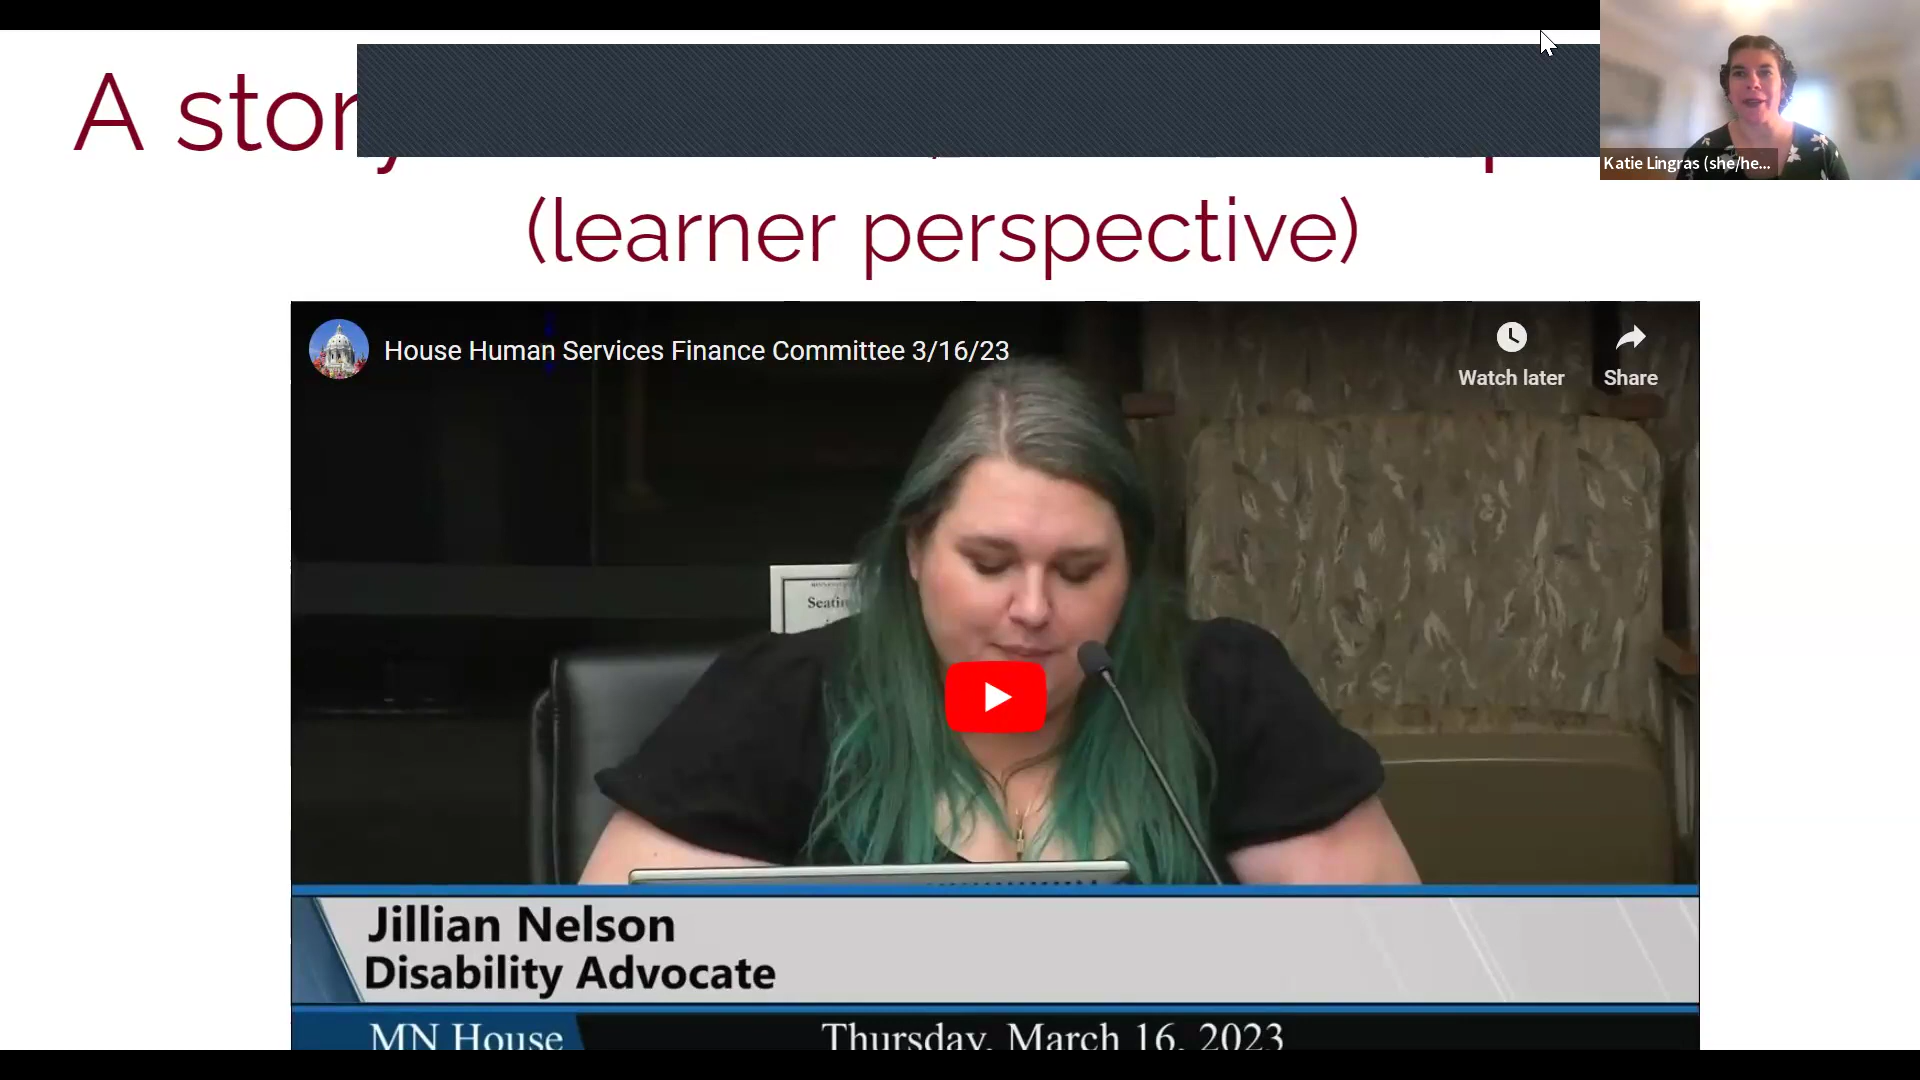 A story
Katie Lingras (she/he...
(learner perspective)
House Human Services Finance Committee 3/16/23
Watch later
Share
Jillian Nelson
Disability Advocate
MN House
Thursday, March 16, 2023